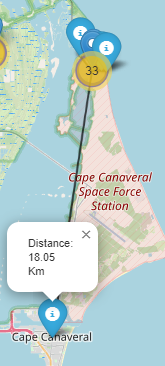 33
Cape Canaveral
Space Force
Station
Distance:
18.05
Km
×
Cape Canaveral